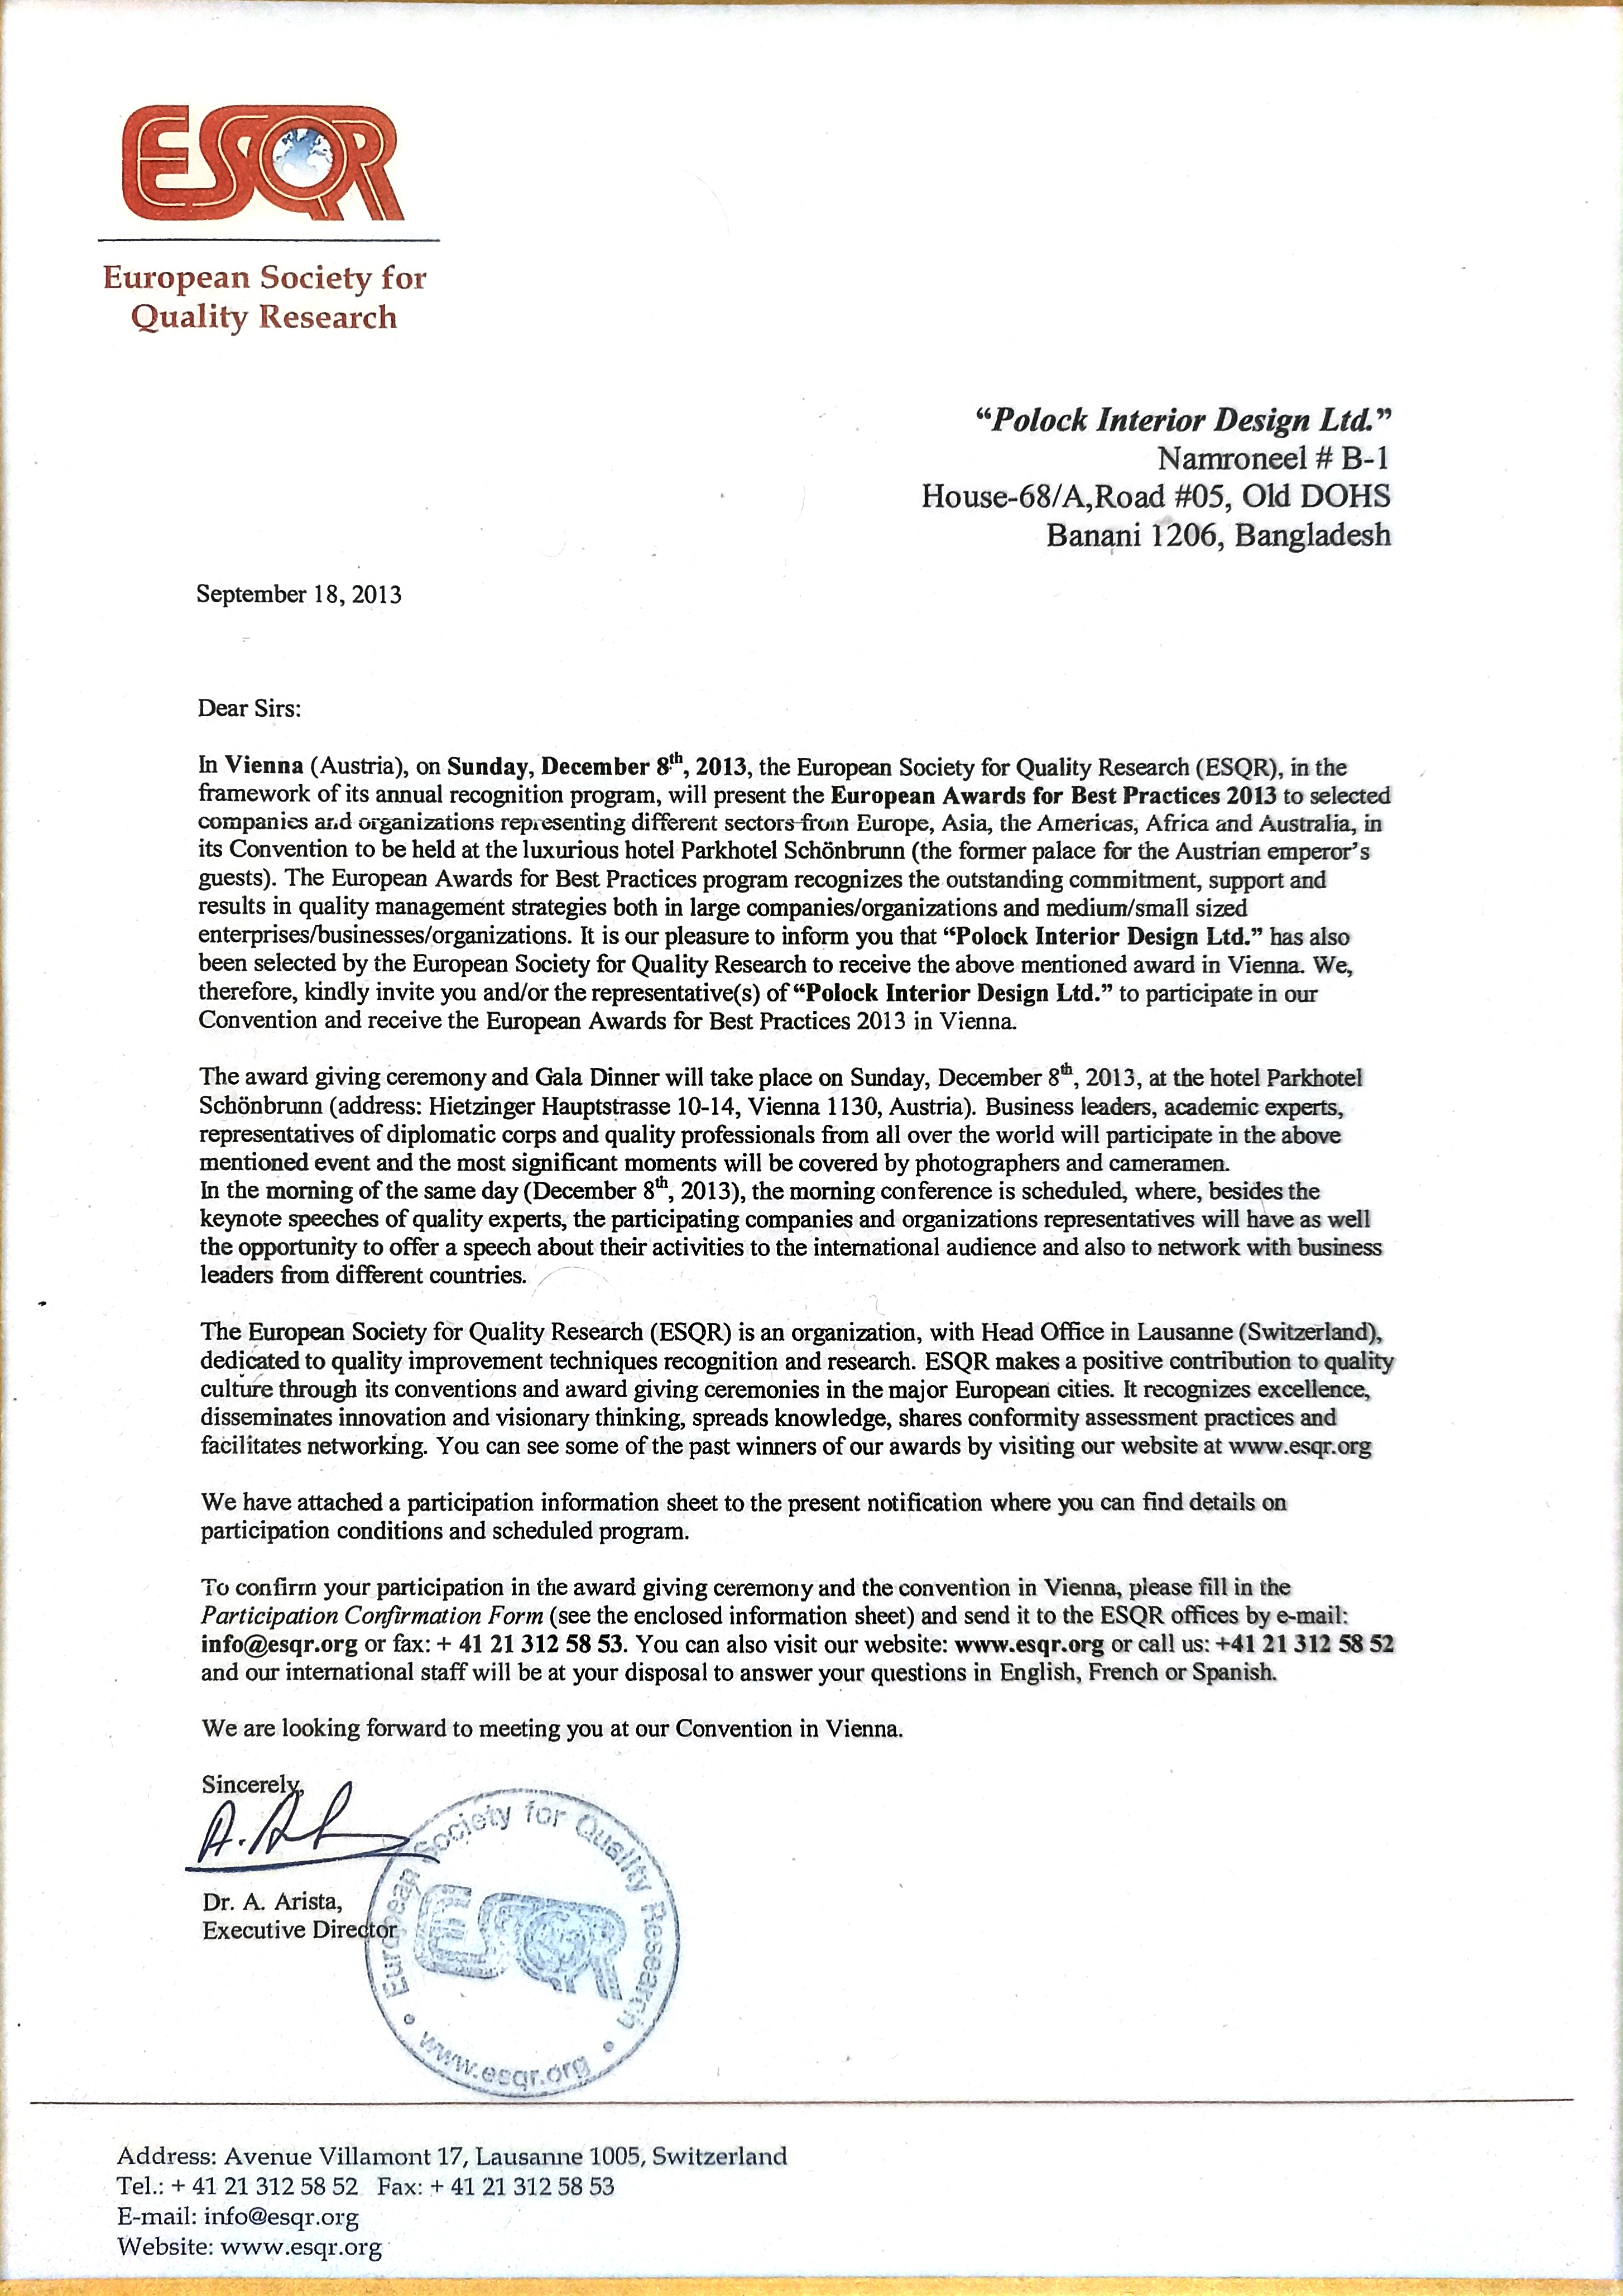 ESQR
European Society for
Quality Research
“Polock Interior Design Ltd.”
Namroneel # B-1
House-68/A,Road #05, Old DOHS
Banani 1206, Bangladesh
September 18, 2013
Dear Sirs:
In Vienna (Austria), on Sunday, December 8th, 2013, the European Society for Quality Research (ESQR), in the
framework of its annual recognition program, will present the European Awards for Best Practices 2013 to selected
companies and organizations representing different sectors from Europe, Asia, the Americas, Africa and Australia, in
its Convention to be held at the luxurious hotel Parkhotel Schönbrunn (the former palace for the Austrian emperor’s
guests). The European Awards for Best Practices program recognizes the outstanding commitment, support and
results in quality management strategies both in large companies/organizations and medium/small sized
enterprises/businesses/organizations. It is our pleasure to inform you that “Polock Interior Design Ltd.” has also
been selected by the European Society for Quality Research to receive the above mentioned award in Vienna. We,
therefore, kindly invite you and/or the representative(s) of “Polock Interior Design Ltd.” to participate in our
Convention and receive the European Awards for Best Practices 2013 in Vienna.
The award giving ceremony and Gala Dinner will take place on Sunday, December 8th, 2013, at the hotel Parkhotel
Schönbrunn (address: Hietzinger Hauptstrasse 10-14, Vienna 1130, Austria). Business leaders, academic experts,
representatives of diplomatic corps and quality professionals from all over the world will participate in the above
mentioned event and the most significant moments will be covered by photographers and cameramen.
In the morning of the same day (December 8th, 2013), the morning conference is scheduled, where, besides the
keynote speeches of quality experts, the participating companies and organizations representatives will have as well
the opportunity to offer a speech about their activities to the international audience and also to network with business
leaders from different countries.
The European Society for Quality Research (ESQR) is an organization, with Head Office in Lausanne (Switzerland),
dedicated to quality improvement techniques recognition and research. ESQR makes a positive contribution to quality
culture through its conventions and award giving ceremonies in the major European cities. It recognizes excellence,
disseminates innovation and visionary thinking, spreads knowledge, shares conformity assessment practices and
facilitates networking. You can see some of the past winners of our awards by visiting our website at www.esqr.org
We have attached a participation information sheet to the present notification where you can find details on
participation conditions and scheduled program.
To confirm your participation in the award giving ceremony and the convention in Vienna, please fill in the
Participation Confirmation Form (see the enclosed information sheet) and send it to the ESQR offices by e-mail:
info@esqr.org or fax: + 41 21 312 58 53. You can also visit our website: www.esqr.org or call us: +41 21 312 58 52
and our international staff will be at your disposal to answer your questions in English, French or Spanish.
We are looking forward to meeting you at our Convention in Vienna.
Sincerely,
Dr. A. Arista,
Executive Director
European Society for Quality Research
ESQR
www.esqr.org
Address: Avenue Villamont 17, Lausanne 1005, Switzerland
Tel.: + 41 21 312 58 52 Fax: + 41 21 312 58 53
E-mail: info@esqr.org
Website: www.esqr.org